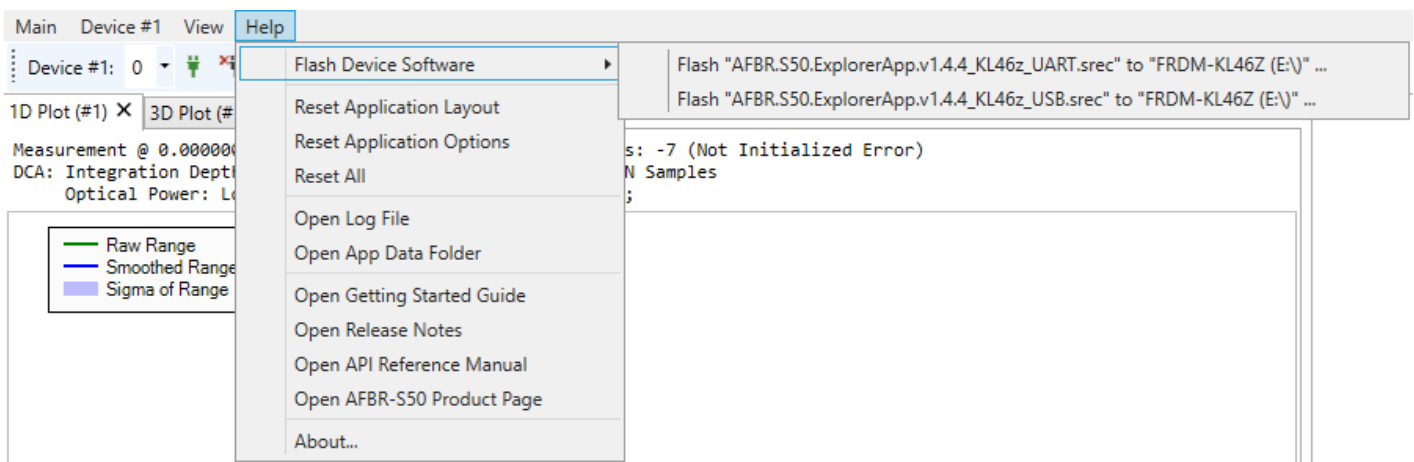 Main Device #1 View Help
Device #1: 0
Flash Device Software
Flash "AFBR.S50.ExplorerApp.v1.4.4_KL46z_UART.srec" to "FRDM-KL46Z (E:\)" ...
Flash "AFBR.S50.ExplorerApp.v1.4.4_KL46z_USB.srec" to "FRDM-KL46Z (E:\)" ...
Reset Application Layout
Reset Application Options
Reset All
Open Log File
Open App Data Folder
Open Getting Started Guide
Open Release Notes
Open API Reference Manual
Open AFBR-S50 Product Page
About...
1D Plot (#1) 3D Plot (#
Measurement @ 0.000000 s: -7 (Not Initialized Error)
DCA: Integration Dept N Samples
Optical Power: L ;
Raw Range
Smoothed Range
Sigma of Range